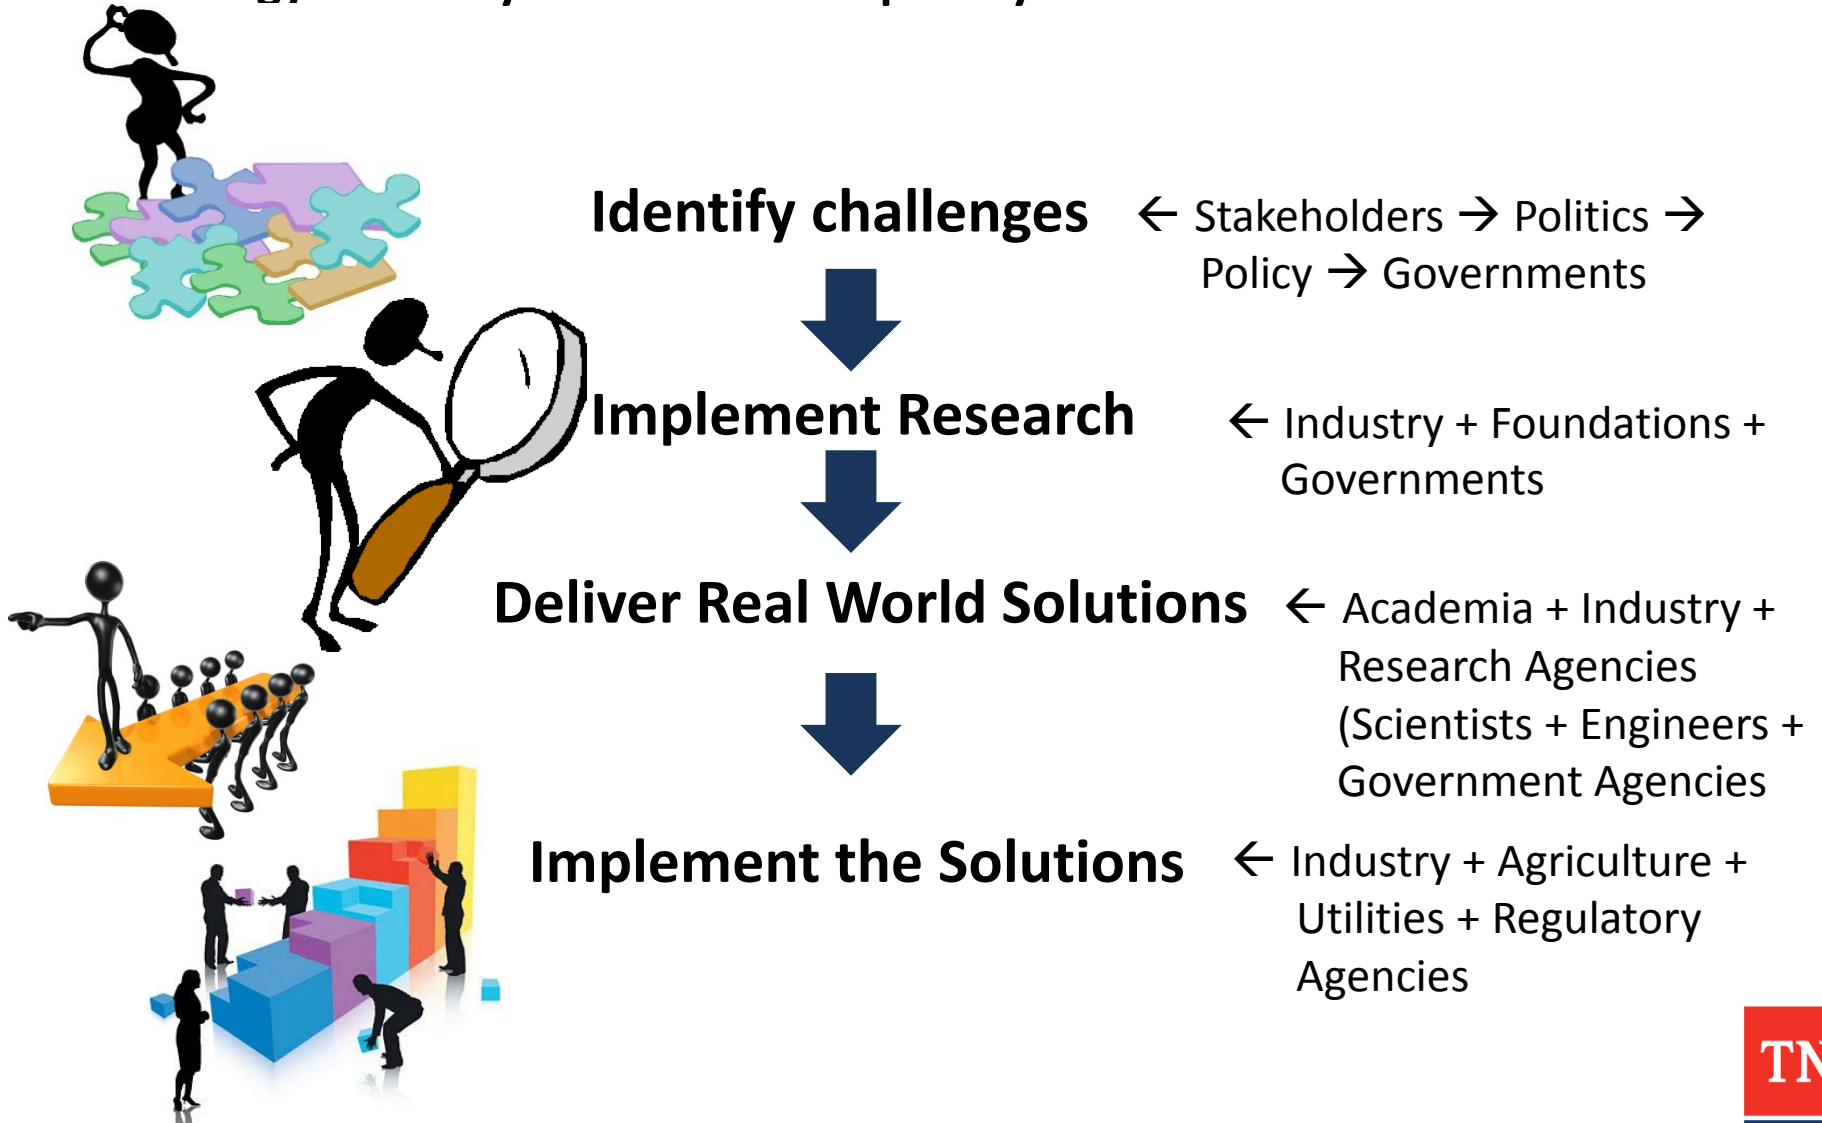 Identify challenges
← Stakeholders → Politics →
Policy → Governments
Implement Research
← Industry + Foundations +
Governments
Deliver Real World Solutions
← Academia + Industry +
Research Agencies
(Scientists + Engineers +
Government Agencies
Implement the Solutions
← Industry + Agriculture +
Utilities + Regulatory
Agencies
TN